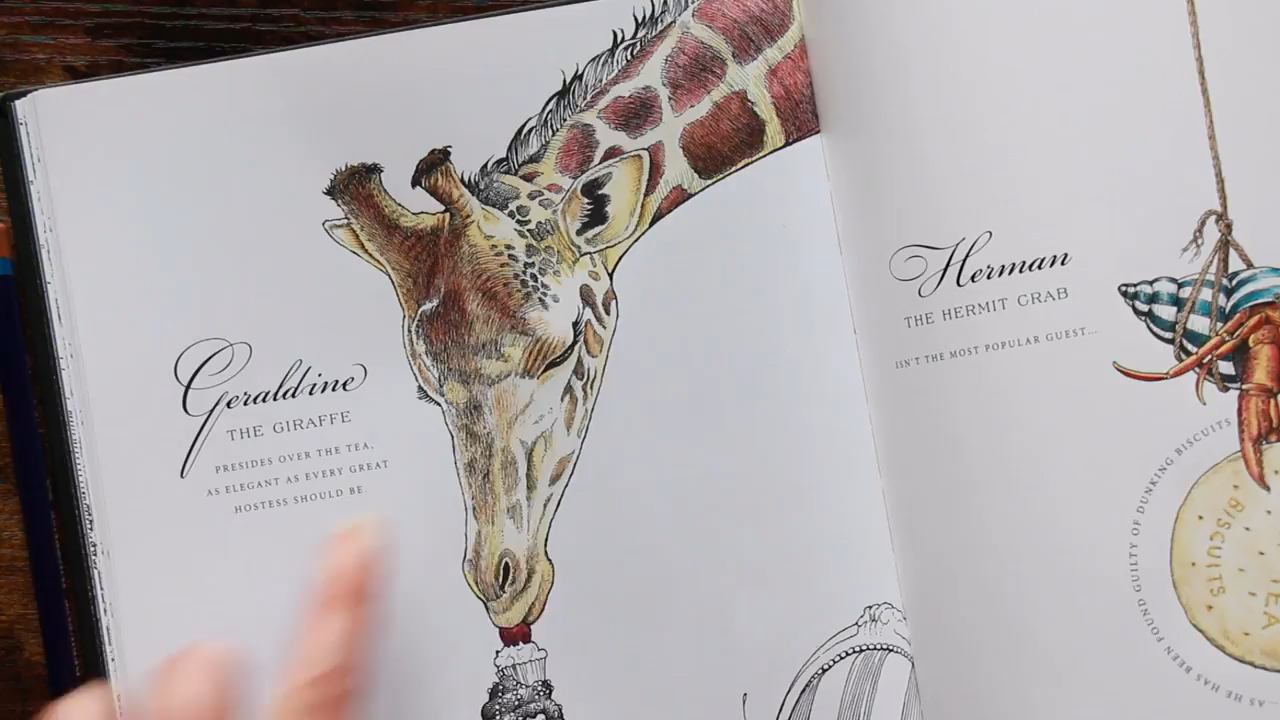 Geraldine
THE GIRAFFE
PRESIDES OVER THE TEA,
AS ELEGANT AS EVERY GREAT
HOSTESS SHOULD BE.
Herman
THE HERMIT CRAB
ISN'T THE MOST POPULAR GUEST...
...AS HE HAS BEEN FOUND GUILTY OF DUNKING BISCUITS
TEA
BISCUITS